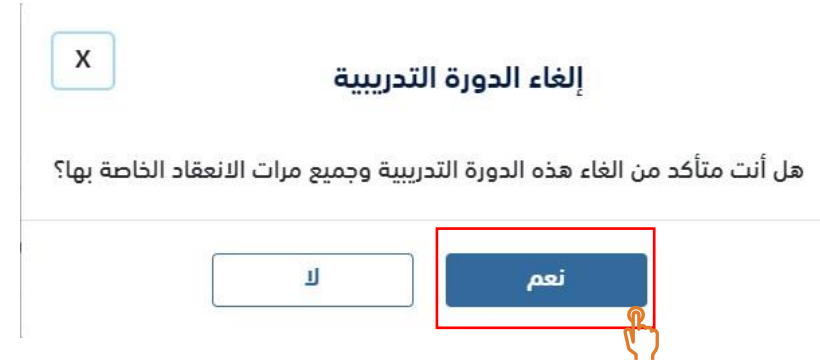 X
إلغاء الدورة التدريبية
هل أنت متأكد من الغاء هذه الدورة التدريبية وجميع مرات الانعقاد الخاصة بها؟
نعم
لا